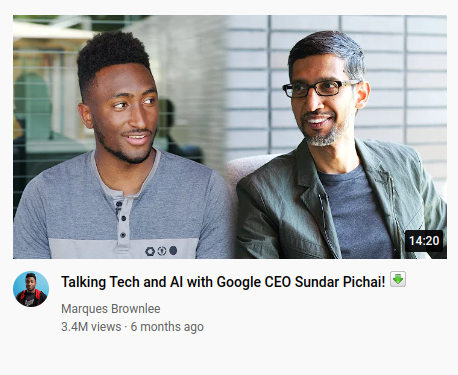 14:20
Talking Tech and AI with Google CEO Sundar Pichai!
Marques Brownlee
3.4M views · 6 months ago